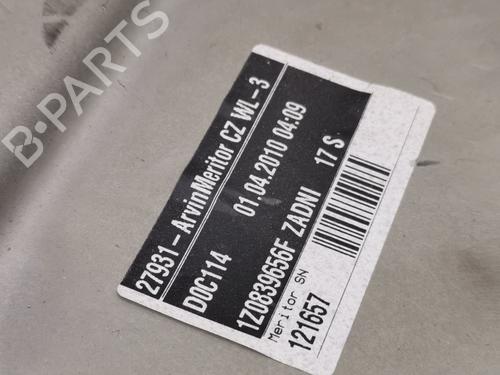 B-PARTS
27931-ArvinMeritor CZ WL-3
D0C114 01.04.2010 04:09
1Z0839656F ZADNI 17 S
Meritor SN
121657